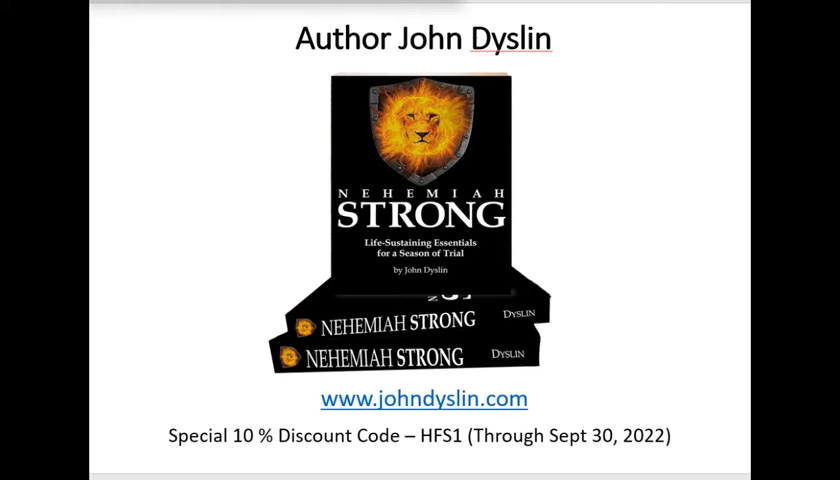 Author John Dyslin
NEHEMIAH
STRONG
Life-Sustaining Essentials
for a Season of Trial
by John Dyslin
NEHEMIAH STRONG DYSLIN
NEHEMIAH STRONG DYSLIN
www.johndyslin.com
Special 10 % Discount Code – HFS1 (Through Sept 30, 2022)